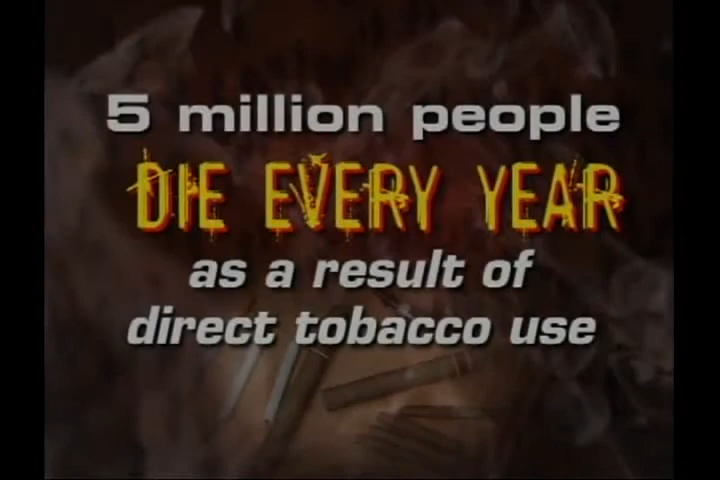 5 million people
DIE EVERY YEAR
as a result of
direct tobacco use